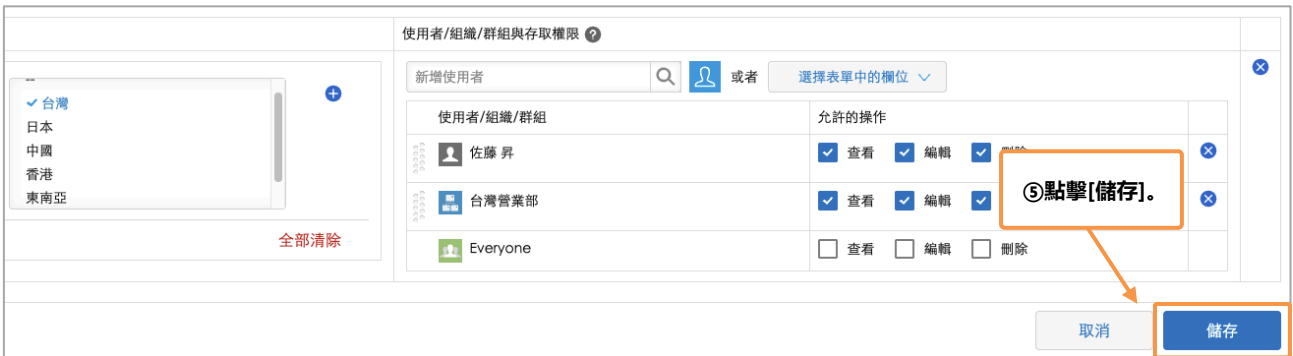 使用者/組織/群組與存取權限
新增使用者 或者 選擇表單中的欄位
台灣
日本
中國
香港
東南亞
全部清除
使用者/組織/群組 允許的操作
佐藤 昇 查看 編輯
台灣營業部 查看 編輯
Everyone 查看 編輯 刪除
⑤點擊[儲存]。
取消 儲存